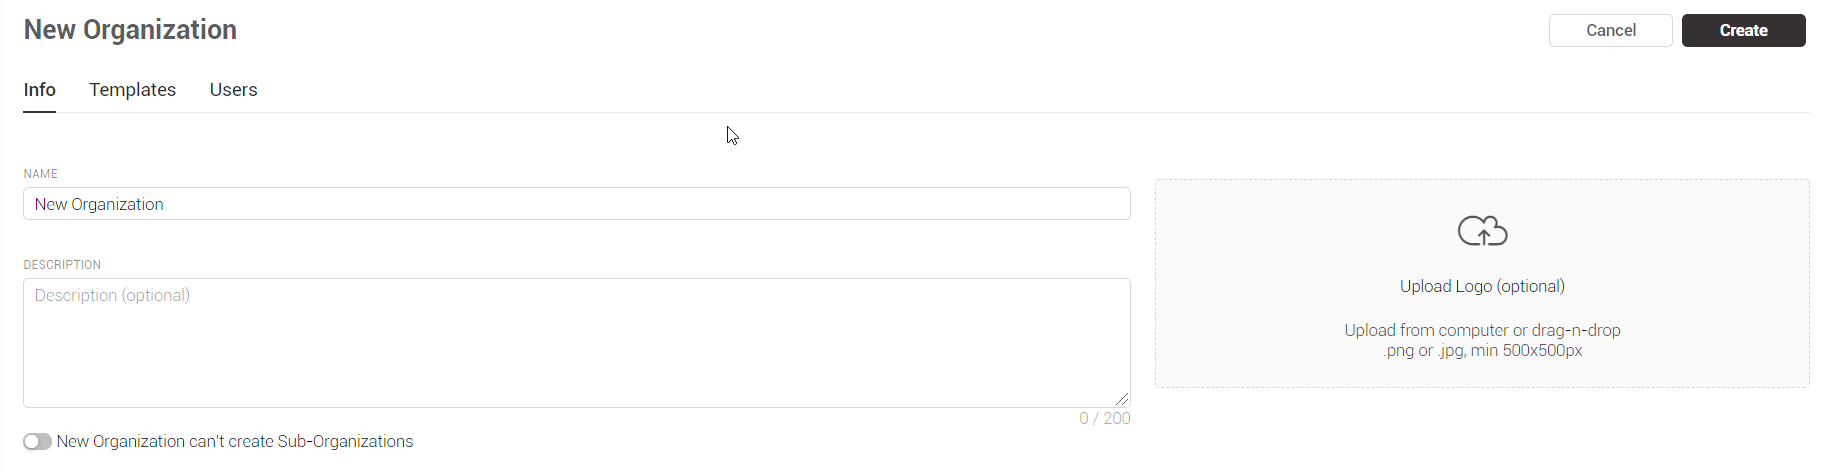 New Organization
Cancel
Create
Info
Templates
Users
NAME
New Organization
DESCRIPTION
Description (optional)
0 / 200
New Organization can't create Sub-Organizations
Upload Logo (optional)
Upload from computer or drag-n-drop
.png or .jpg, min 500x500px